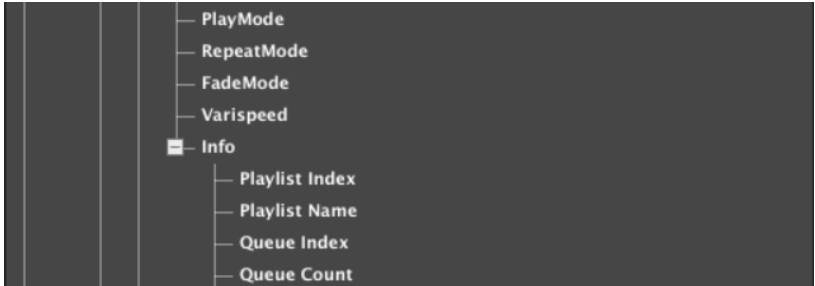 PlayMode
RepeatMode
FadeMode
Varispeed
Info
Playlist Index
Playlist Name
Queue Index
Queue Count